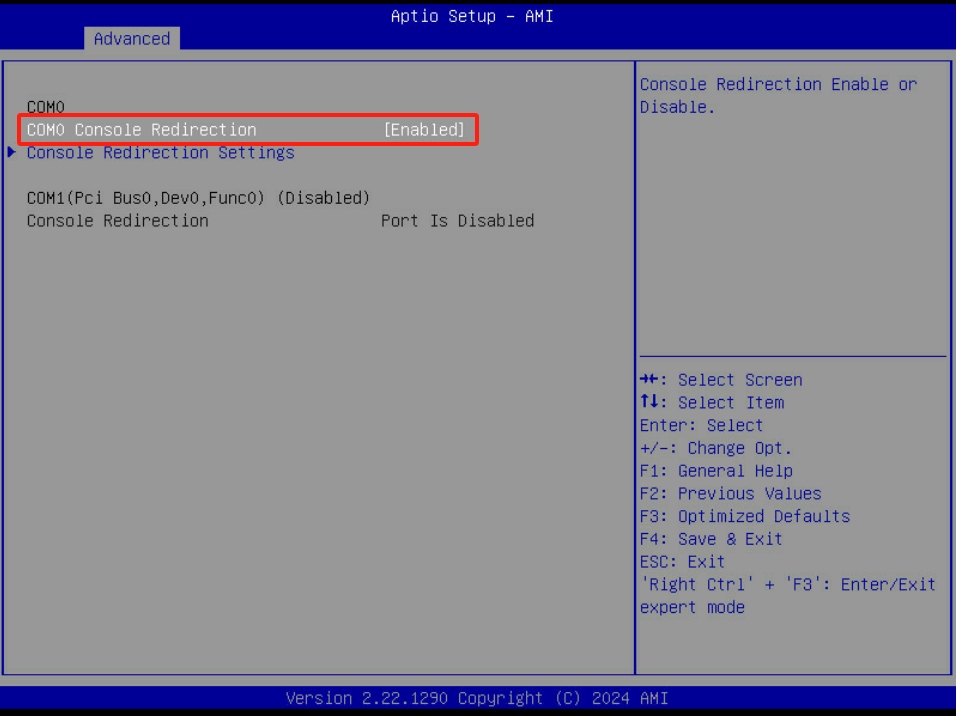 Aptio Setup – AMI
Advanced
COM0
COM0 Console Redirection [Enabled]
Console Redirection Settings
COM1(Pci Bus0,Dev0,Func0) (Disabled)
Console Redirection Port Is Disabled
Console Redirection Enable or
Disable.
→←: Select Screen
↑↓: Select Item
Enter: Select
+/-: Change Opt.
F1: General Help
F2: Previous Values
F3: Optimized Defaults
F4: Save & Exit
ESC: Exit
'Right Ctrl' + 'F3': Enter/Exit
expert mode
Version 2.22.1290 Copyright (C) 2024 AMI